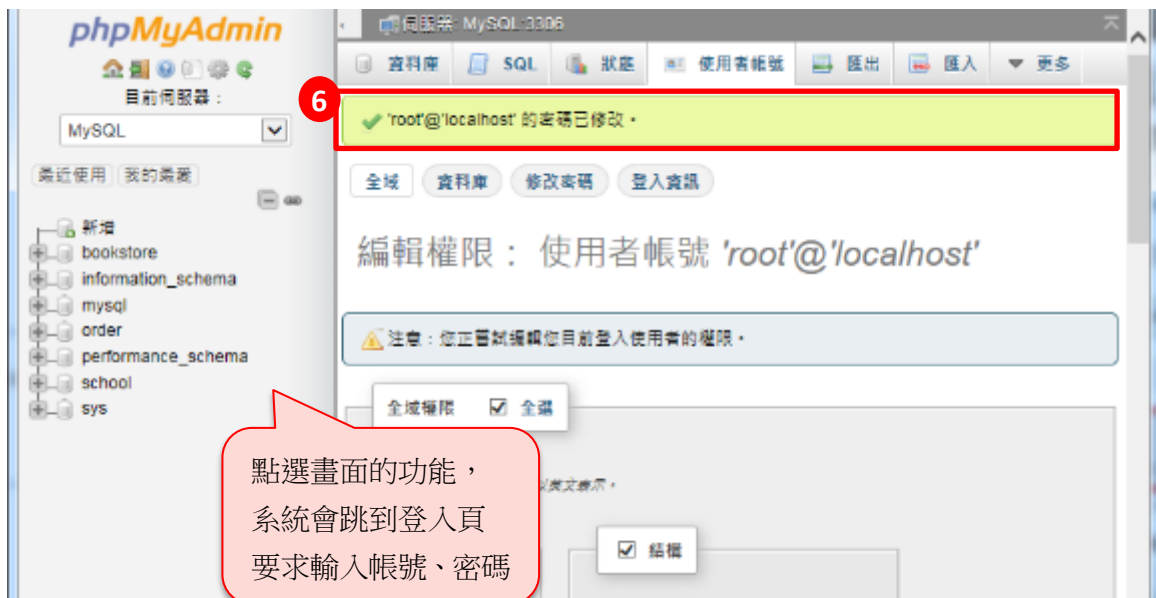 phpMyAdmin
目前伺服器：
MySQL
最近使用 我的最愛
新增
bookstore
information_schema
mysql
order
performance_schema
school
sys
伺服器: MySQL:3306
資料庫 SQL 狀態 使用者帳號 匯出 匯入 更多
6
'root'@'localhost' 的密碼已修改。
全域 資料庫 修改密碼 登入資訊
編輯權限： 使用者帳號 'root'@'localhost'
注意：您正嘗試編輯您目前登入使用者的權限。
全域權限 全選
以英文表示。
結構
點選畫面的功能，
系統會跳到登入頁
要求輸入帳號、密碼